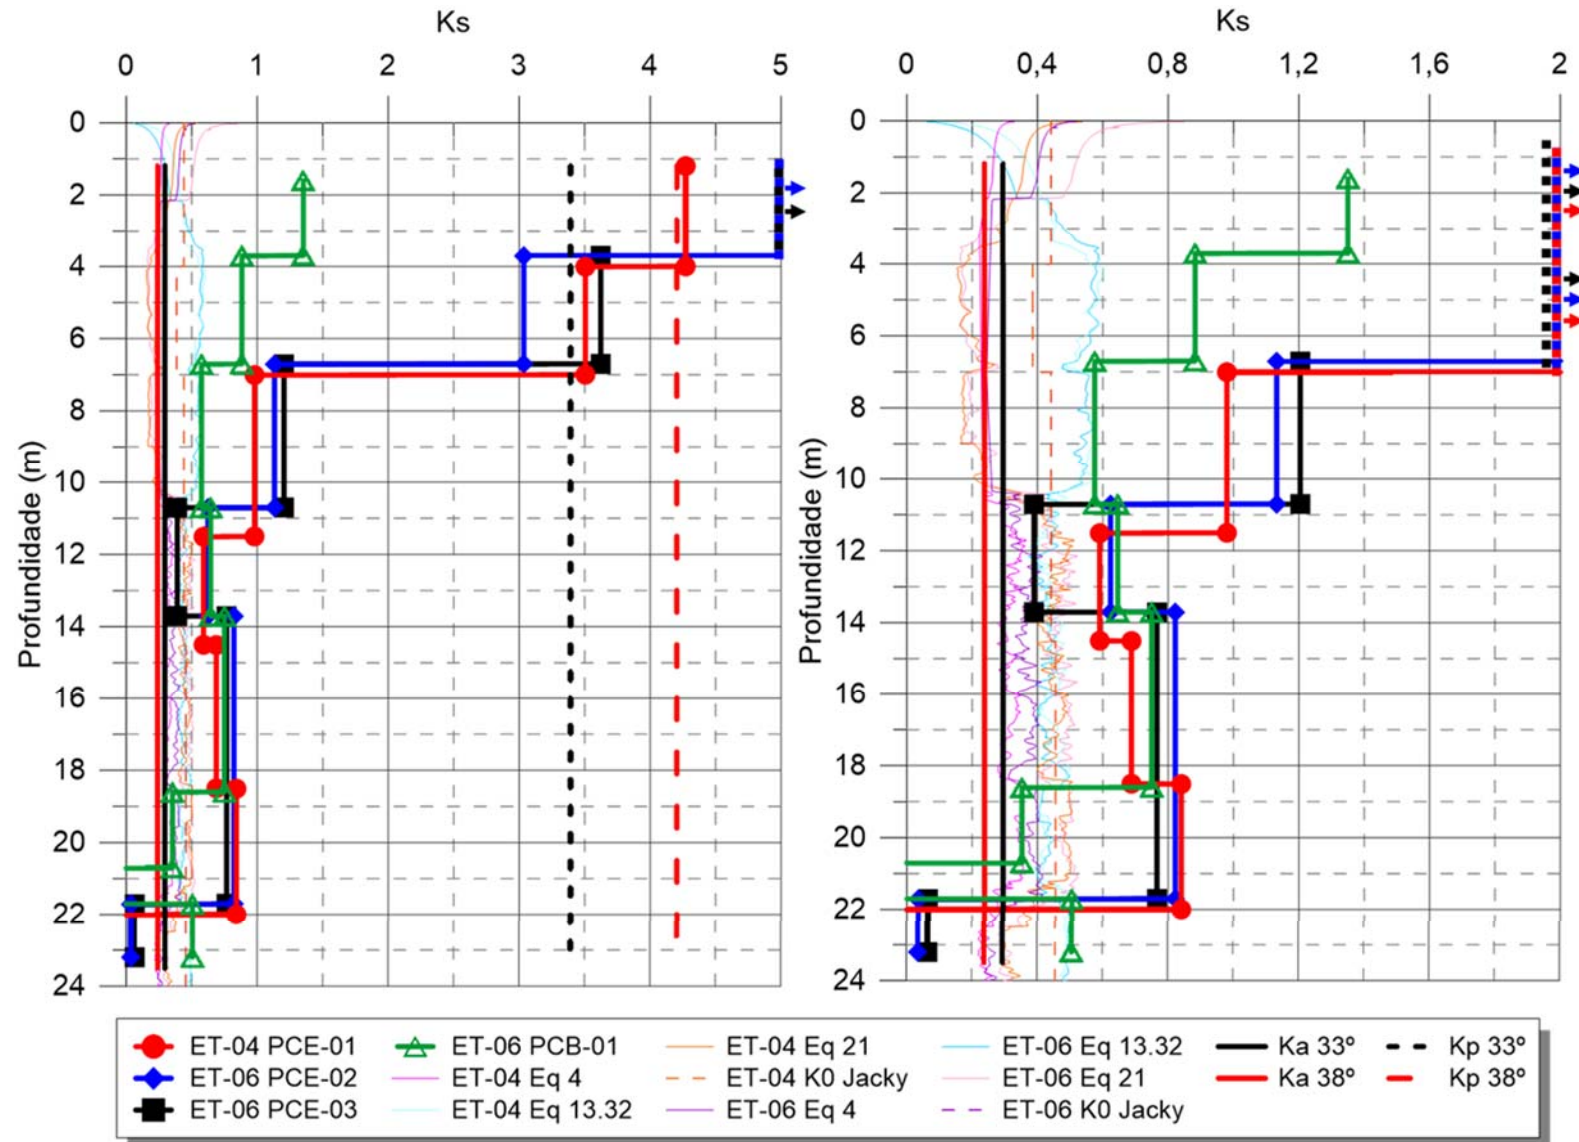 Ks
0 1 2 3 4 5
0
2
4
6
8
10
12
14
16
18
20
22
24
Profundidade (m)
Ks
0 0,4 0,8 1,2 1,6 2
0
2
4
6
8
10
12
14
16
18
20
22
24
Profundidade (m)
ET-04 PCE-01 ET-06 PCB-01 ET-04 Eq 21 ET-06 Eq 13.32 Ka 33º Kp 33º
ET-06 PCE-02 ET-04 Eq 4 ET-04 K0 Jacky ET-06 Eq 21 Ka 38º Kp 38º
ET-06 PCE-03 ET-04 Eq 13.32 ET-06 Eq 4 ET-06 K0 Jacky